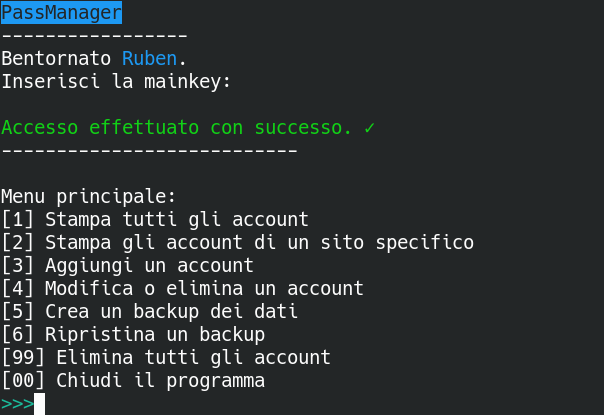 PassManager
-----------------
Bentornato Ruben.
Inserisci la mainkey:
Accesso effettuato con successo. ✓
---------------------------
Menu principale:
[1] Stampa tutti gli account
[2] Stampa gli account di un sito specifico
[3] Aggiungi un account
[4] Modifica o elimina un account
[5] Crea un backup dei dati
[6] Ripristina un backup
[99] Elimina tutti gli account
[00] Chiudi il programma
>>>